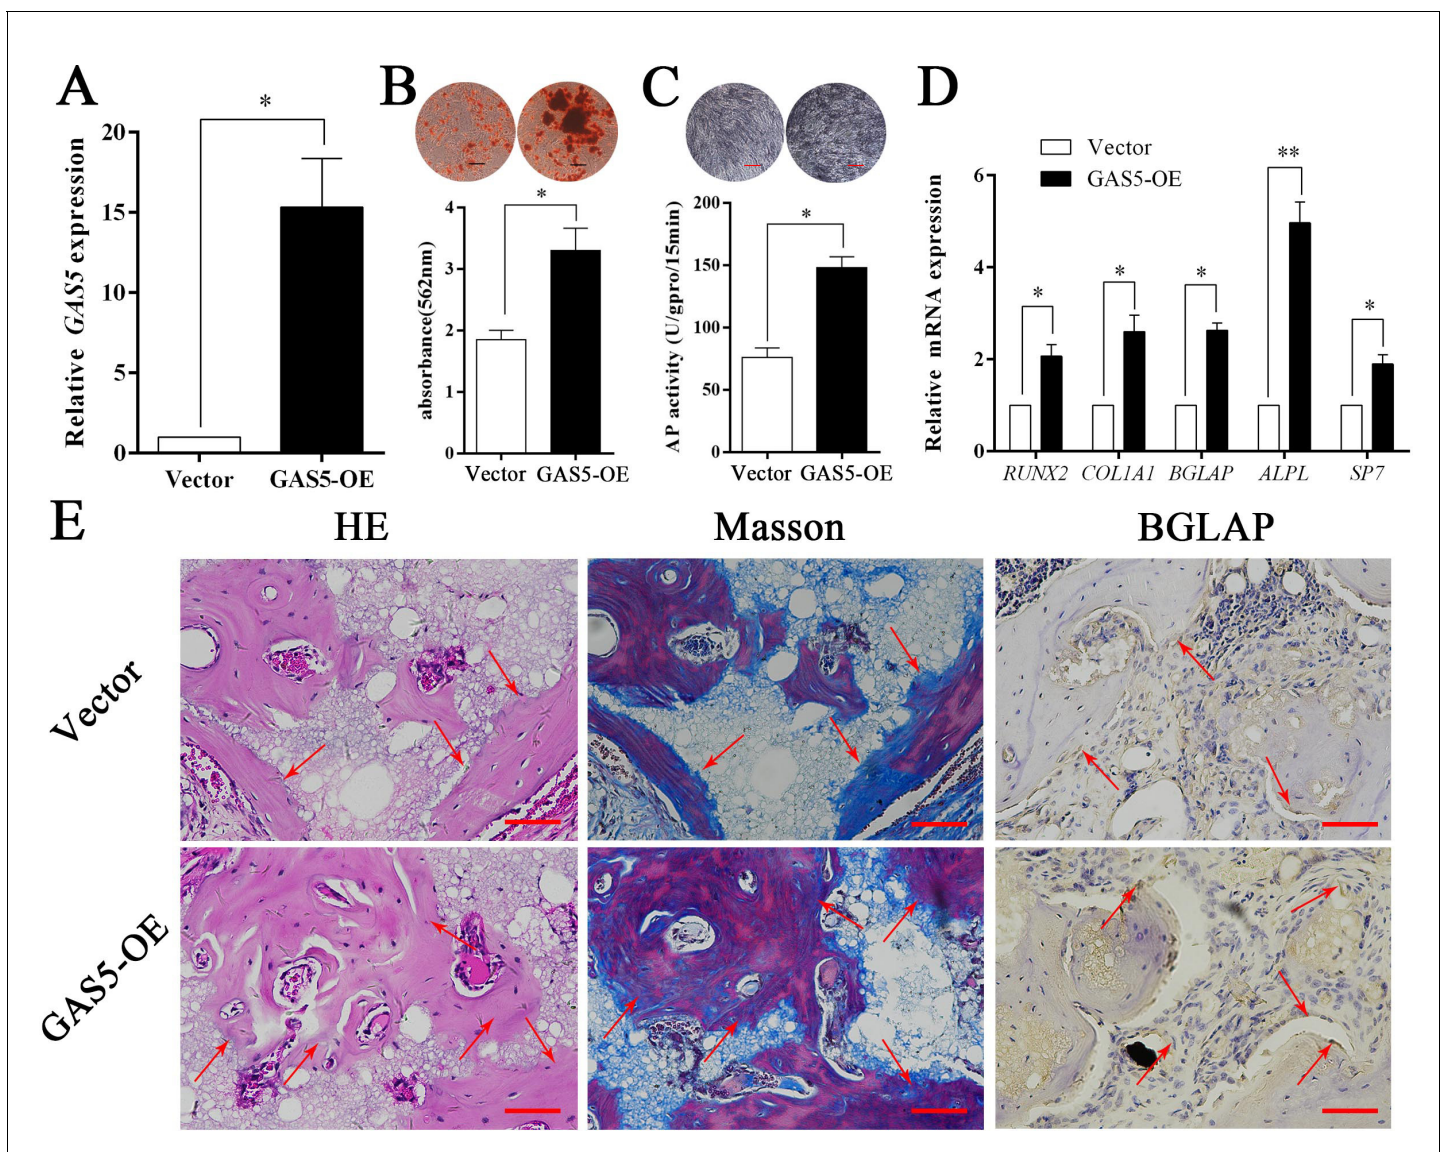 A
Relative GAS5 expression
20
15
10
5
0
*
Vector
GAS5-OE
B
absorbance(562nm)
4
3
2
1
0
*
Vector
GAS5-OE
C
AP activity (U/gpro/15min)
200
150
100
50
0
*
Vector
GAS5-OE
D
Vector
GAS5-OE
Relative mRNA expression
6
4
2
0
*
*
*
**
*
RUNX2
COL1A1
BGLAP
ALPL
SP7
E
HE
Masson
BGLAP
Vector
GAS5-OE